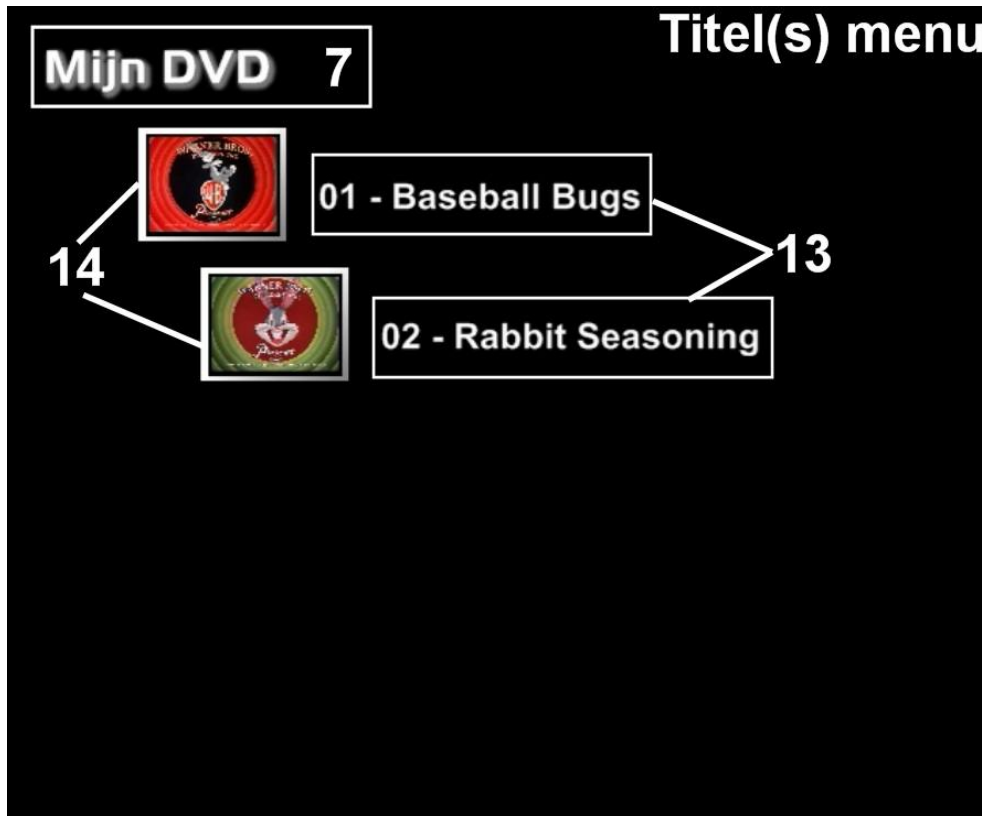 Titel(s) menu
Mijn DVD 7
01 - Baseball Bugs
14
13
02 - Rabbit Seasoning